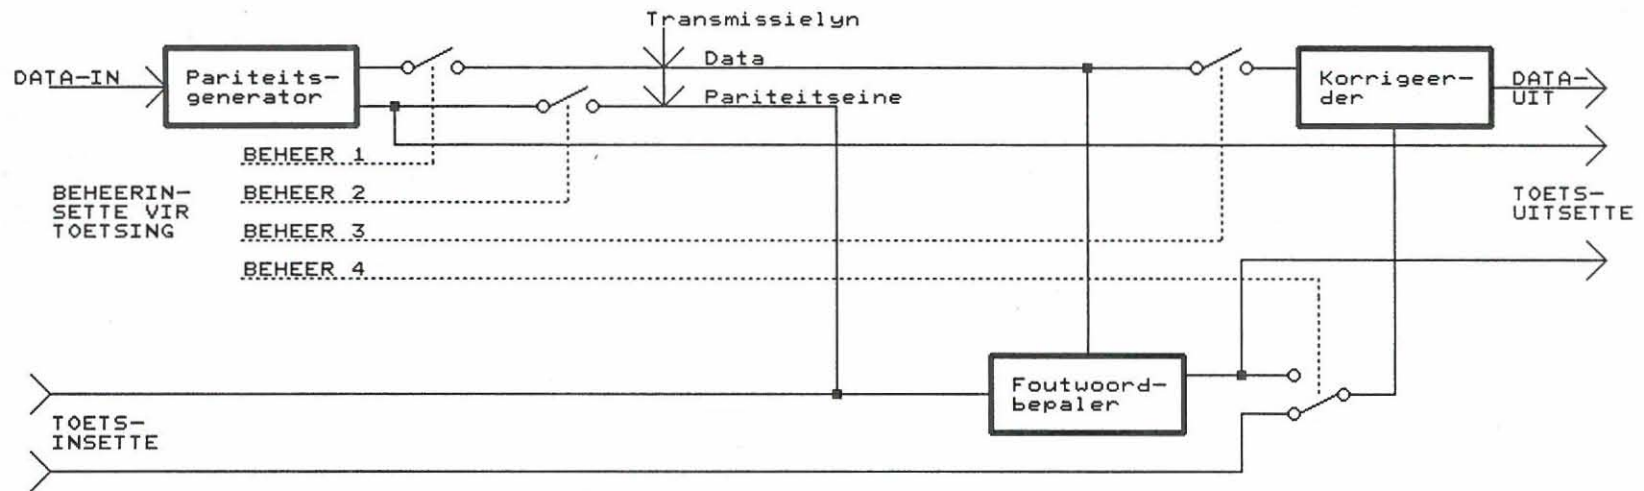 Transmissielyn
DATA-IN
Pariteits-
generator
Data
Pariteitseine
Korrigeer-
der
DATA-
UIT
BEHEER 1
BEHEERIN-
SETTE VIR
TOETSING
BEHEER 2
BEHEER 3
BEHEER 4
TOETS-
UITSETTE
Foutwoord-
bepaler
TOETS-
INSETTE